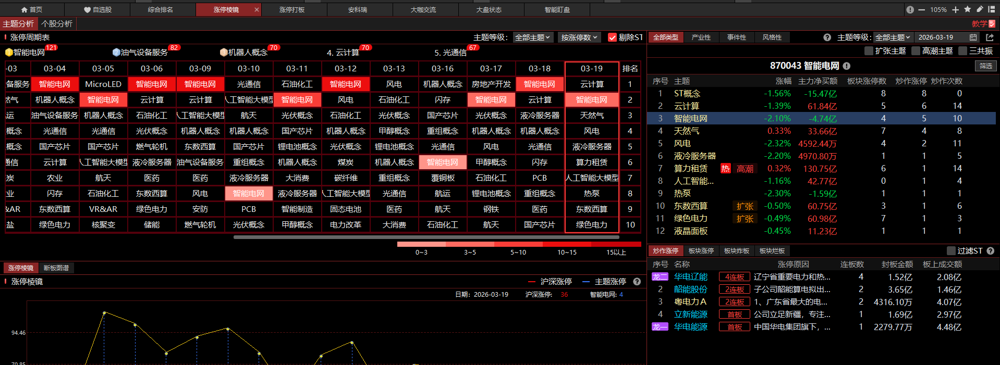 首页 自选股 综合排名 涨停棱镜 × 涨停打板 安科瑞 大咖交流 大盘状态 智能盯盘 105%
主题分析 个股分析 教学
涨停周期表 主题等级: 全部主题 按涨停数 剔除ST
1 智能电网 121 2 油气设备服务 82 3 机器人概念 70 4. 云计算 70 5. 光通信 67
-03 03-04 03-05 03-06 03-09 03-10 03-11 03-12 03-13 03-16 03-17 03-18 03-19 排名
备服务 智能电网 MicroLED 智能电网 智能电网 光通信 石油化工 智能电网 风电 机器人概念 房地产开发 智能电网 云计算 1
然气 机器人概念 智能电网 云计算 云计算 人工智能大模型 智能电网 风电 石油化工 闪存 智能电网 云计算 智能电网 2
运 油气设备服务 机器人概念 石油化工 人工智能大模型 航天 光伏概念 石油化工 光伏概念 国产芯片 光伏概念 液冷服务器 天然气 3
概念 光通信 光通信 光伏概念 机器人概念 机器人概念 国产芯片 光伏概念 甲醇概念 重组概念 机器人概念 机器人概念 风电 4
概念 国产芯片 国产芯片 燃气轮机 东数西算 国产芯片 锂电池概念 光伏概念 锂电池概念 光通信 风电 光通信 液冷服务器 5
通信 云计算 人工智能大模型 液冷服务器 油气设备服务 重组概念 机器人概念 煤炭 机器人概念 智能电网 甲醇概念 闪存 算力租赁 6
炭 农业 航天 医药 医药 液冷服务器 大消费 碳纤维 重组概念 覆铜板 石油化工 PCB 人工智能大模型 7
业 闪存 石油化工 东数西算 风电 智能电网 液冷服务器 人工智能大模型 光通信 航运 锂电池概念 重组概念 热泵 8
&AR 东数西算 VR&AR 绿色电力 安防 PCB 智能制造 固态电池 医药 航天 钢铁 医药 东数西算 9
盐 绿色电力 核聚变 储能 燃气轮机 光伏概念 甲醇概念 电力改革 大消费 石油化工 航天 国产芯片 绿色电力 10
0~3 3~5 5~10 10~15 15以上
涨停棱镜 断板图谱
涨停棱镜 沪深涨停 主题涨停 ?
日期: 2026-03-19 沪深涨停: 36 智能电网: 4
94.46
70.85
全部类型 产业性 事件性 风格性 ? 主题等级: 全部主题 2026-03-19
扩张主题 高潮主题 三共振
870043 智能电网 筛选
序号 主题 涨幅 主力净买额 板块涨停数 炒作涨停 炒作次数
1 ST概念 -1.56% -15.47亿 8 8 0
2 云计算 -1.39% 61.84亿 5 6 14
3 智能电网 -2.10% -4.74亿 4 5 10
4 天然气 0.33% 33.66亿 7 4 8
5 风电 -2.32% 4592.44万 4 2 11
6 液冷服务器 -2.20% 4970.80万 1 1 5
7 算力租赁 热 高潮 0.32% 130.75亿 6 1 14
8 人工智能... -1.16% 42.77亿 0 1 4
9 热泵 -2.30% -1.59亿 1 1 1
10 东数西算 扩张 -0.50% 60.75亿 3 1 6
11 绿色电力 扩张 -0.49% 60.98亿 7 1 3
12 液晶面板 -0.45% 11.23亿 1 1 1
炒作涨停 板块涨停 板块炸板 板块烂板 过滤ST ?
序号 名称 涨停原因 连板数 封板金额 板上成交额
龙二 华电辽能 4连板 辽宁省重要电力和热... 4 1.52亿 2.08亿
2 韶能股份 2连板 子公司韶能算电拟出... 2 3.65亿 1.46亿
3 粤电力A 2连板 1、广东省最大的电... 2 4316.10万 4.07亿
4 立新能源 首板 公司立足新疆，专注... 1 1.69亿 2.97亿
龙一 华电能源 首板 中国华电集团旗下，... 1 2279.77万 4.48亿